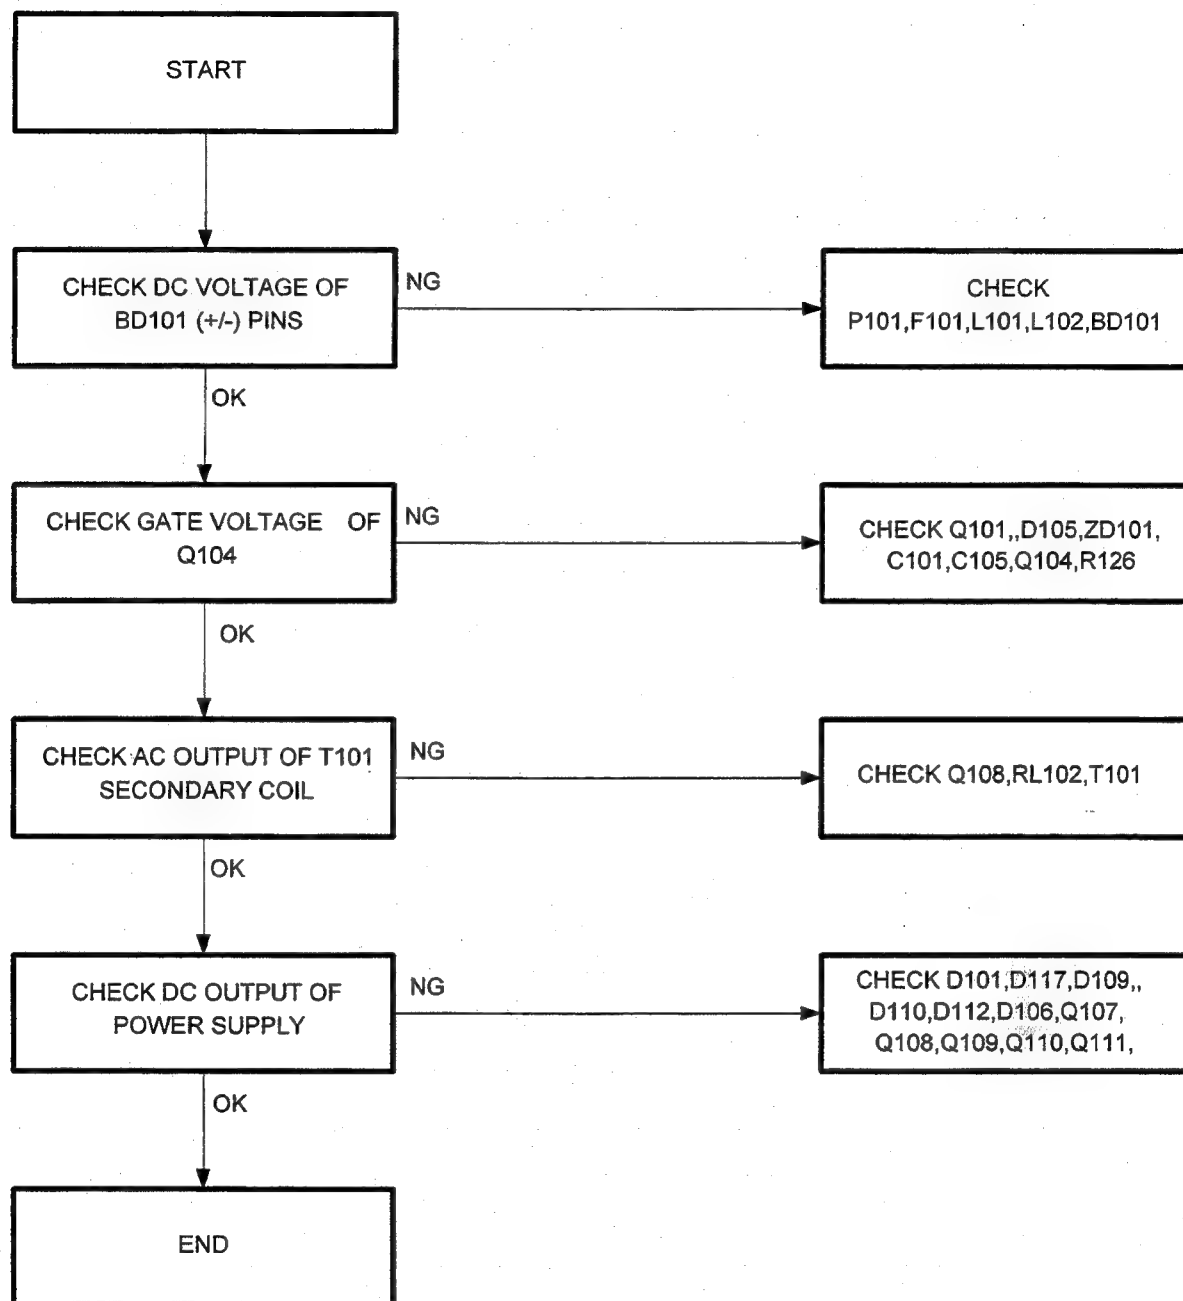 START
CHECK DC VOLTAGE OF
BD101 (+/-) PINS
NG
CHECK
P101,F101,L101,L102,BD101
OK
CHECK GATE VOLTAGE OF
Q104
NG
CHECK Q101,,D105,ZD101,
C101,C105,Q104,R126
OK
CHECK AC OUTPUT OF T101
SECONDARY COIL
NG
CHECK Q108,RL102,T101
OK
CHECK DC OUTPUT OF
POWER SUPPLY
NG
CHECK D101,D117,D109,,
D110,D112,D106,Q107,
Q108,Q109,Q110,Q111,
OK
END